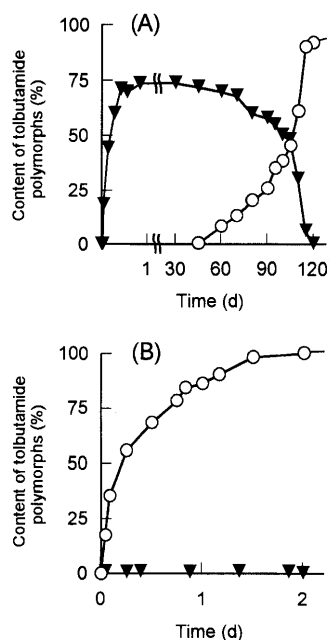 (A)
Content of tolbutamide
polymorphs (%)
100
75
50
25
0
1 30 60 90 120
Time (d)
(B)
Content of tolbutamide
polymorphs (%)
100
75
50
25
0
0 1 2
Time (d)